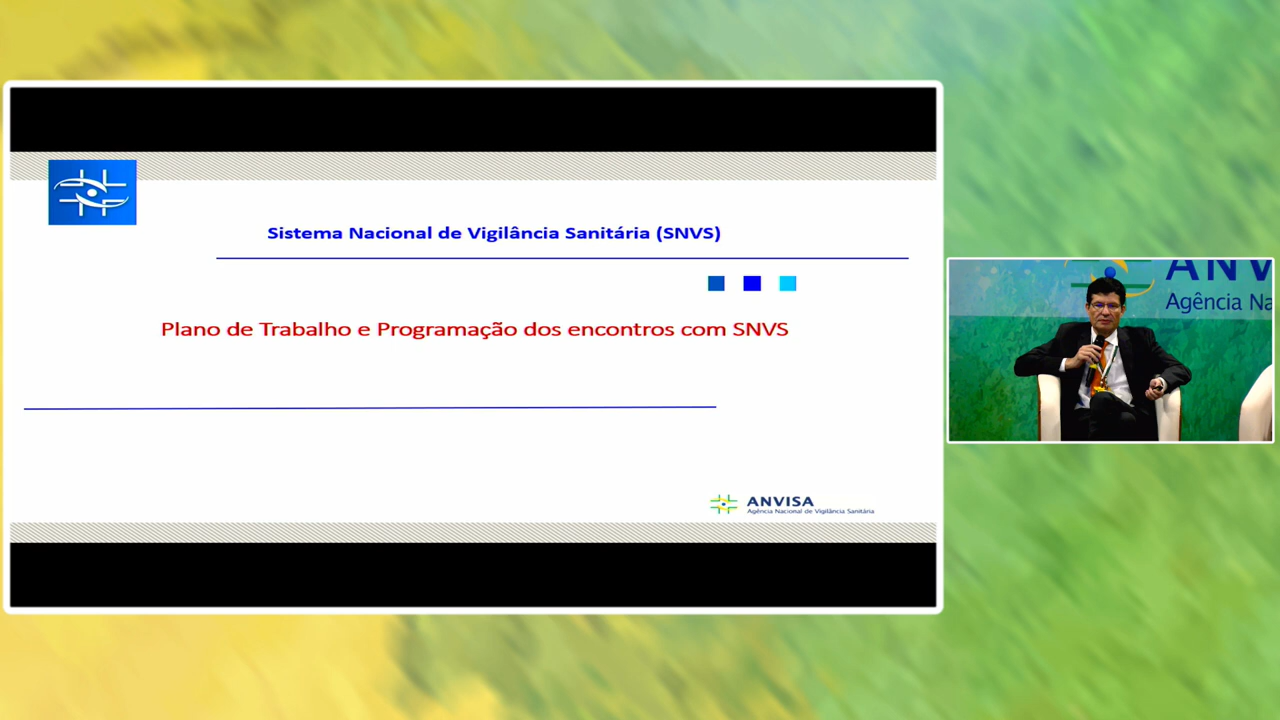 Sistema Nacional de Vigilância Sanitária (SNVS)
Plano de Trabalho e Programação dos encontros com SNVS
ANVISA
Agência Nacional de Vigilância Sanitária
ANV
Agência Na